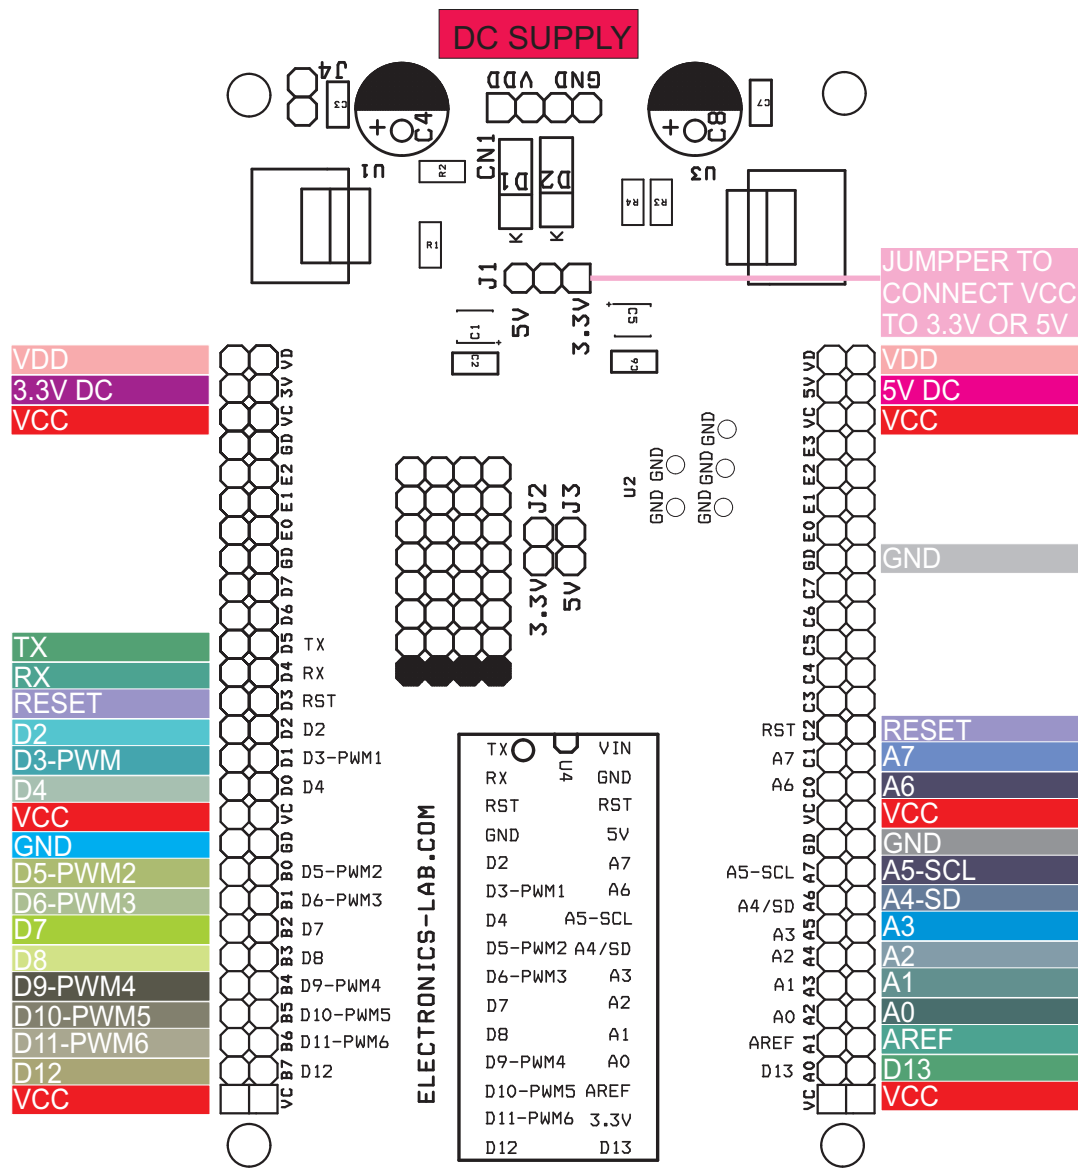 DC SUPPLY
J4
C3
C4
+
VDD
GND
C8
+
C7
U1
R2
CN1
D1
D2
U3
R4
R3
R1
K
K
J1
5V
3.3V
C1
+
C2
+
C5
C6
JUMPPER TO
CONNECT VCC
TO 3.3V OR 5V
VDD
3.3V DC
VCC
TX
RX
RESET
D2
D3-PWM
D4
VCC
GND
D5-PWM2
D6-PWM3
D7
D8
D9-PWM4
D10-PWM5
D11-PWM6
D12
VCC
VD
3V
VC
GD
E2
E1
E0
GD
D7
D6
D5
D4
D3
D2
D1
D0
VC
GD
B0
B1
B2
B3
B4
B5
B6
B7
VC
TX
RX
RST
D2
D3-PWM1
D4
D5-PWM2
D6-PWM3
D7
D8
D9-PWM4
D10-PWM5
D11-PWM6
D12
J2
J3
3.3V
5V
U2
GND
GND
GND
GND
GND
ELECTRONICS-LAB.COM
U4
TX VIN
RX GND
RST RST
GND 5V
D2 A7
D3-PWM1 A6
D4 A5-SCL
D5-PWM2 A4/SD
D6-PWM3 A3
D7 A2
D8 A1
D9-PWM4 A0
D10-PWM5 AREF
D11-PWM6 3.3V
D12 D13
RST
A7
A6
A5-SCL
A4/SD
A3
A2
A1
A0
AREF
D13
VD
5V
VC
E3
E2
E1
E0
GD
C7
C6
C5
C4
C3
C2
C1
C0
VC
GD
A7
A6
A5
A4
A3
A2
A1
A0
VC
VDD
5V DC
VCC
GND
RESET
A7
A6
VCC
GND
A5-SCL
A4-SD
A3
A2
A1
A0
AREF
D13
VCC